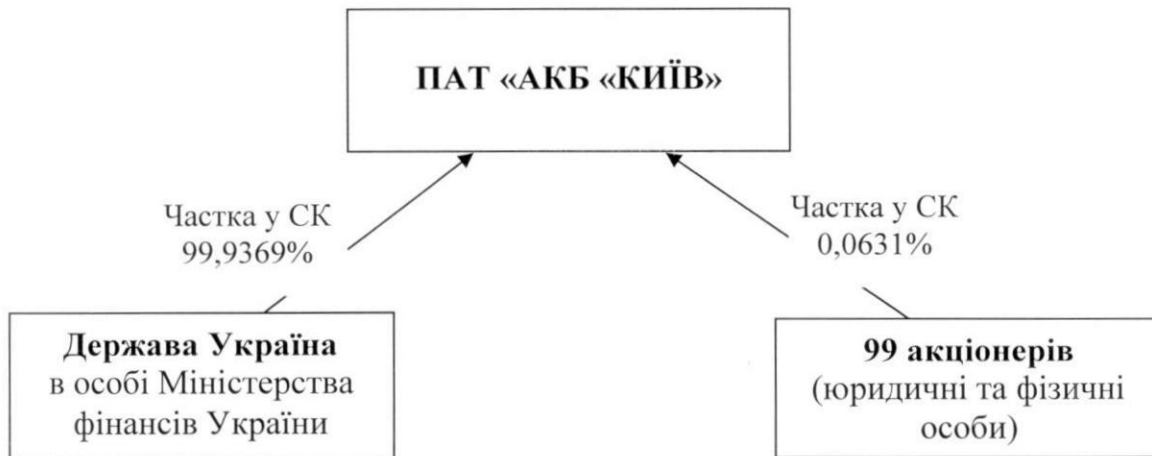 ПАТ «АКБ «КИЇВ»
Частка у СК
99,9369%
Частка у СК
0,0631%
Держава Україна
в особі Міністерства
фінансів України
99 акціонерів
(юридичні та фізичні
особи)